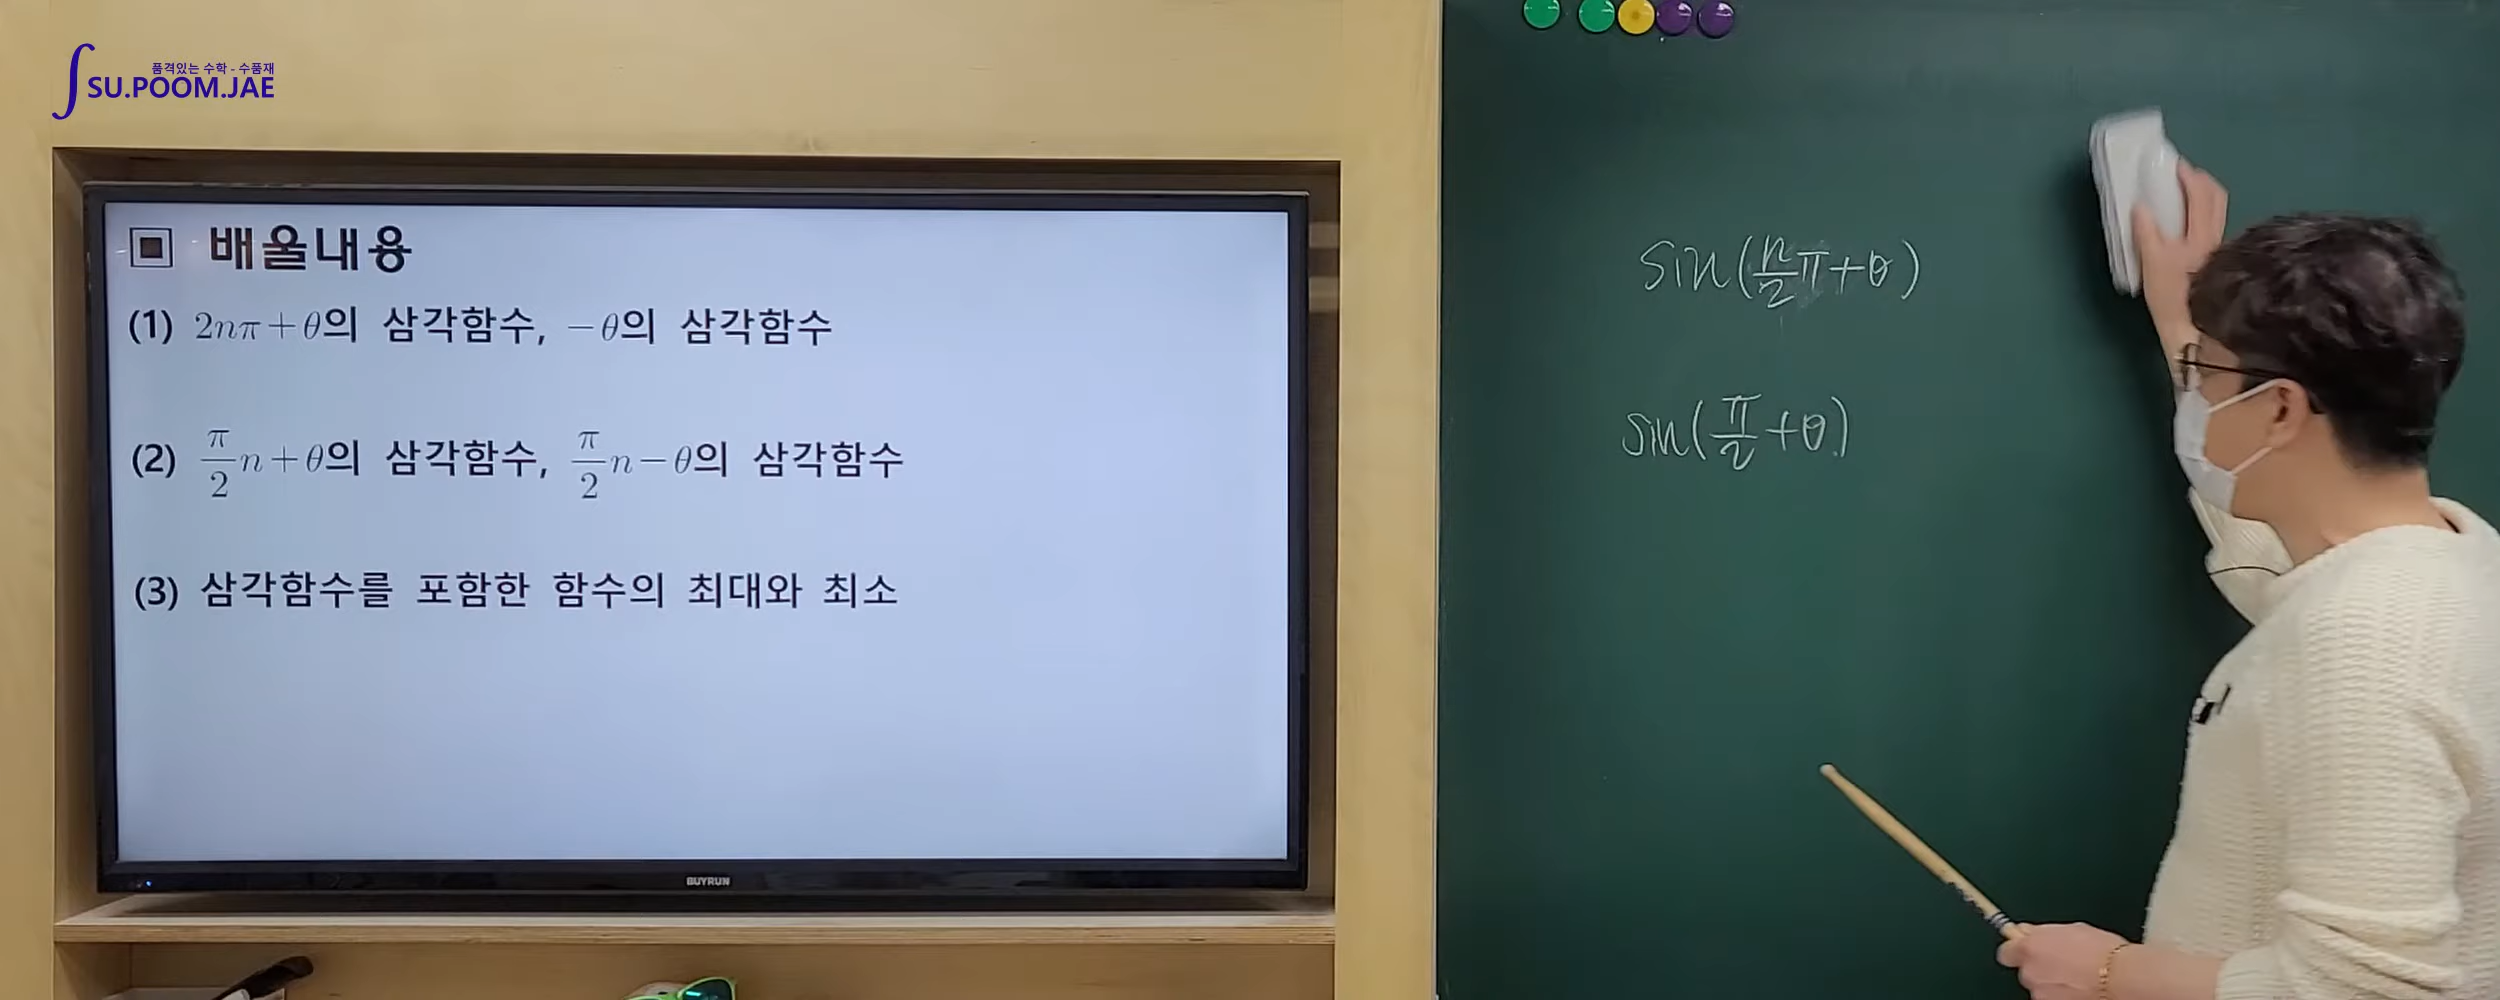 품격있는 수학 - 수품재
SU.POOM.JAE
배울내용
(1) 2nπ+θ의 삼각함수, -θ의 삼각함수
(2) π/2 n+θ의 삼각함수, π/2 n-θ의 삼각함수
(3) 삼각함수를 포함한 함수의 최대와 최소
BUYRUN
sin(n/2 π+θ)
sin(π/2+θ)